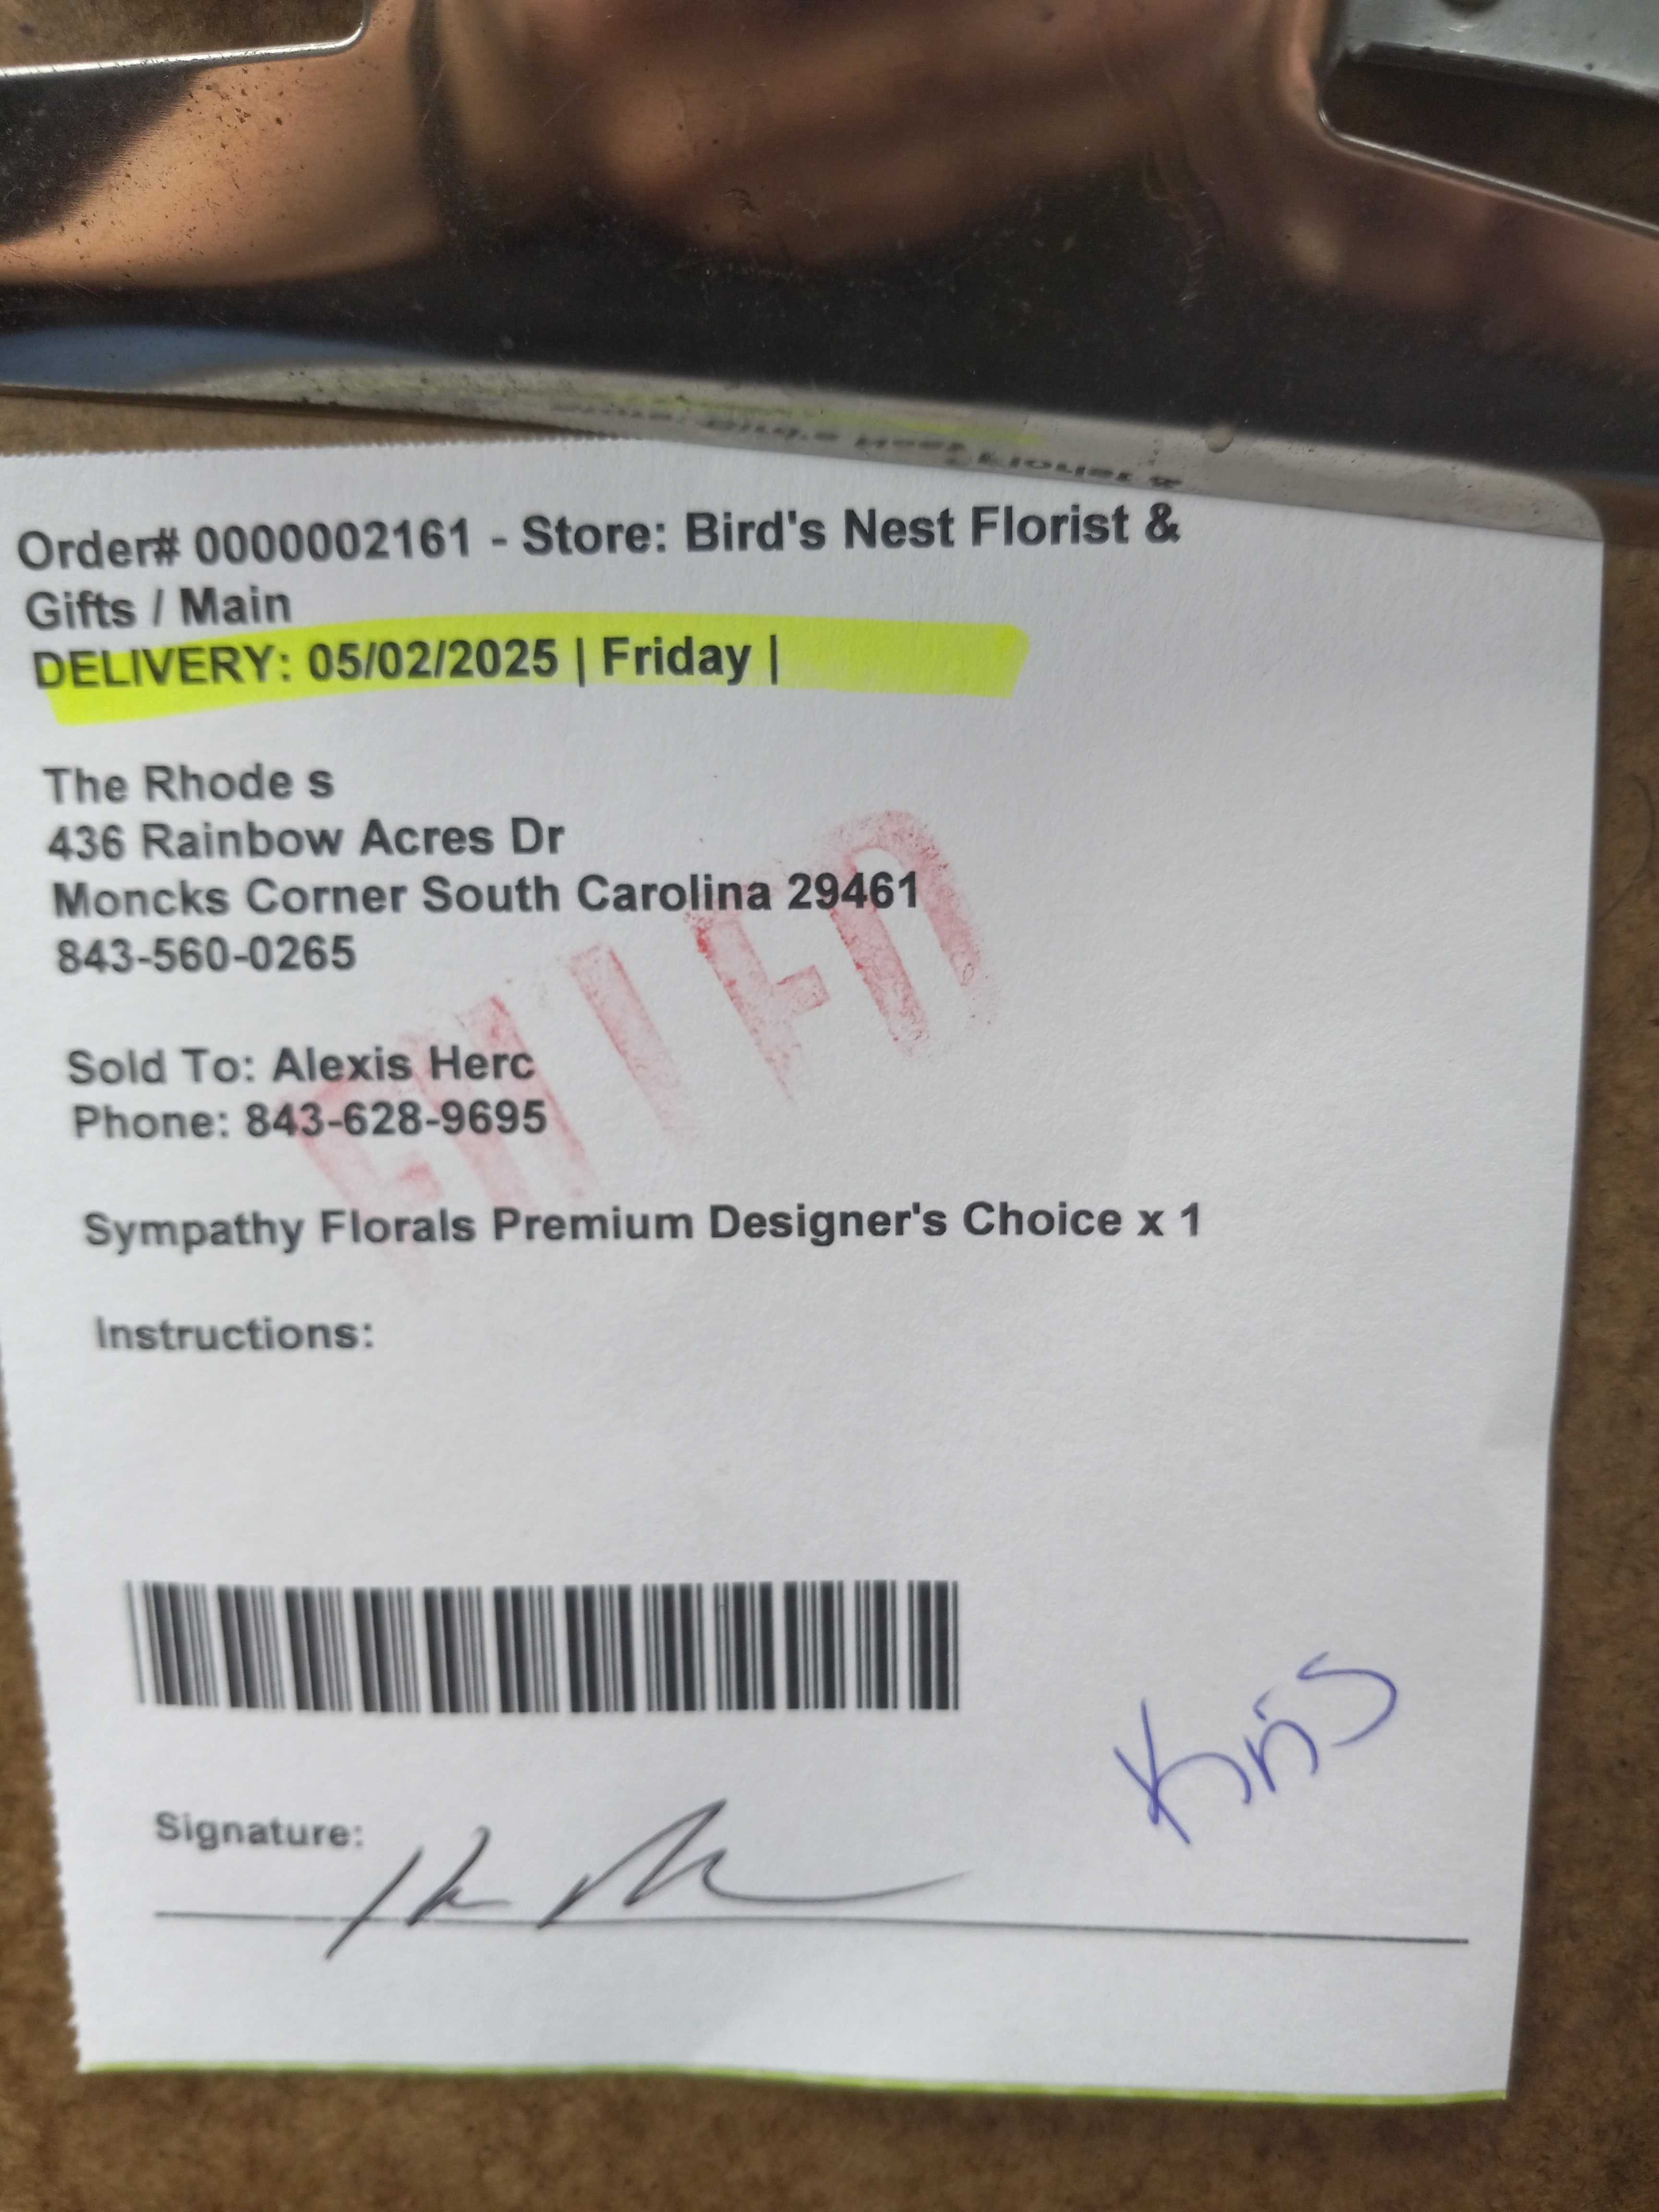 Order# 0000002161 - Store: Bird's Nest Florist &
Gifts / Main
DELIVERY: 05/02/2025 | Friday |
The Rhode s
436 Rainbow Acres Dr
Moncks Corner South Carolina 29461
843-560-0265
Sold To: Alexis Herc
Phone: 843-628-9695
Sympathy Florals Premium Designer's Choice x 1
Instructions:
Kris
Signature: